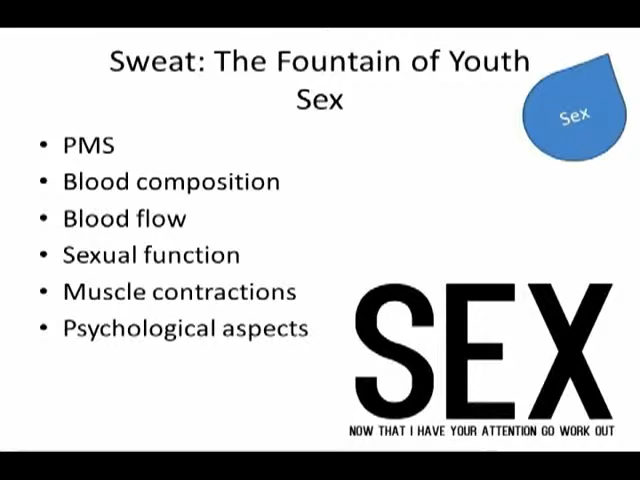 Sweat: The Fountain of Youth
Sex
Sex
• PMS
• Blood composition
• Blood flow
• Sexual function
• Muscle contractions
• Psychological aspects
SEX
NOW THAT I HAVE YOUR ATTENTION GO WORK OUT